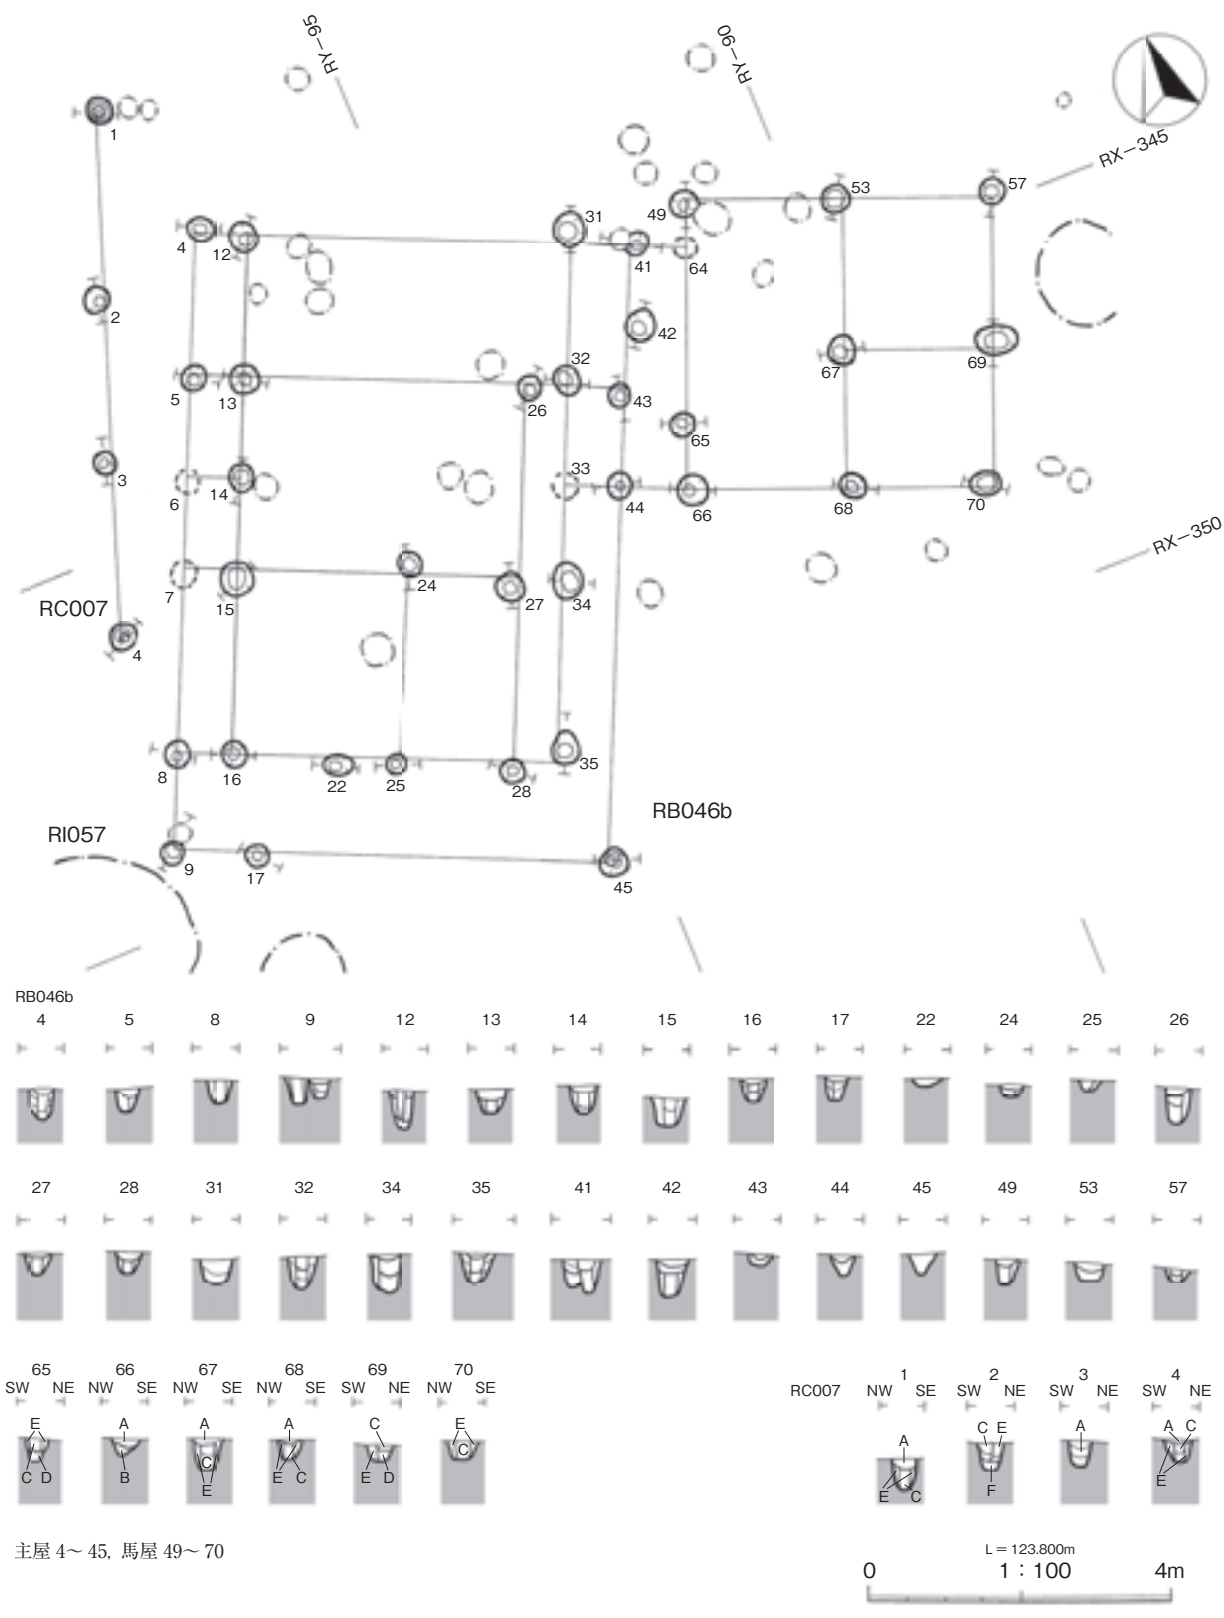 RY－95
RY－90
RX－345
RX－350
1
2
3
4
RC007
4 12 31 41 49 64 53 57
42
5 13 26 32 43 67 69
65
6 14 33 44 66 68 70
7 15 24 27 34
8 16 22 25 28 35
RB046b
RI057
9 17 45
RB046b
4 5 8 9 12 13 14 15 16 17 22 24 25 26
27 28 31 32 34 35 41 42 43 44 45 49 53 57
65 66 67 68 69 70
SW NE NW SE NW SE NW SE SW NE NW SE
E A A A C E
C D B C E E C E D C
RC007
1 2 3 4
NW SE SW NE SW NE SW NE
A C E A A C
E C F E
主屋 4～45, 馬屋 49～70
L＝123.800m
0 1：100 4m